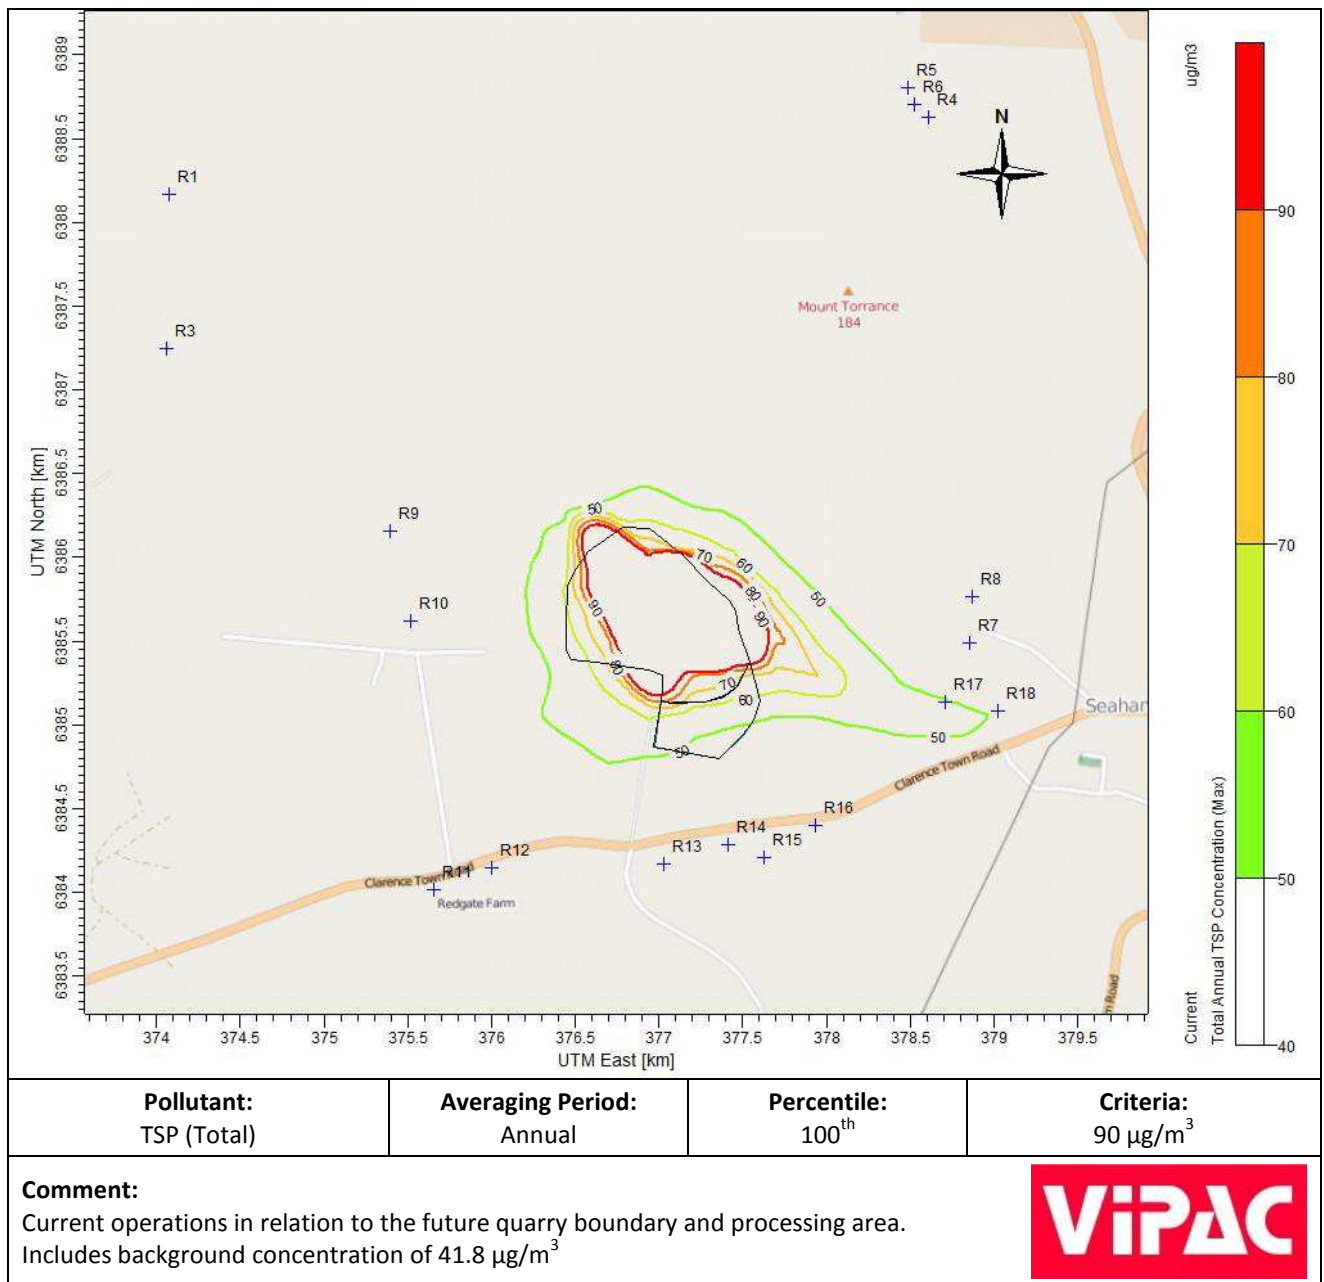 ug/m3
90
80
70
60
50
40
Current
Total Annual TSP Concentration (Max)
UTM North [km]
6389
6388.5
6388
6387.5
6387
6386.5
6386
6385.5
6385
6384.5
6384
6383.5
R5
R6
R4
N
R1
Mount Torrance
184
R3
R9
50
70
60
80
50
90
90
R10
R8
R7
80
70
60
R17
R18
Seahar
50
50
Clarence Town Road
R16
R14
R15
R13
R12
R11
Clarence Town
Redgate Farm
Road
374
374.5
375
375.5
376
376.5
377
377.5
378
378.5
379
379.5
UTM East [km]
Pollutant:
TSP (Total)
Averaging Period:
Annual
Percentile:
100th
Criteria:
90 µg/m3
Comment:
Current operations in relation to the future quarry boundary and processing area.
Includes background concentration of 41.8 µg/m3
ViPAC